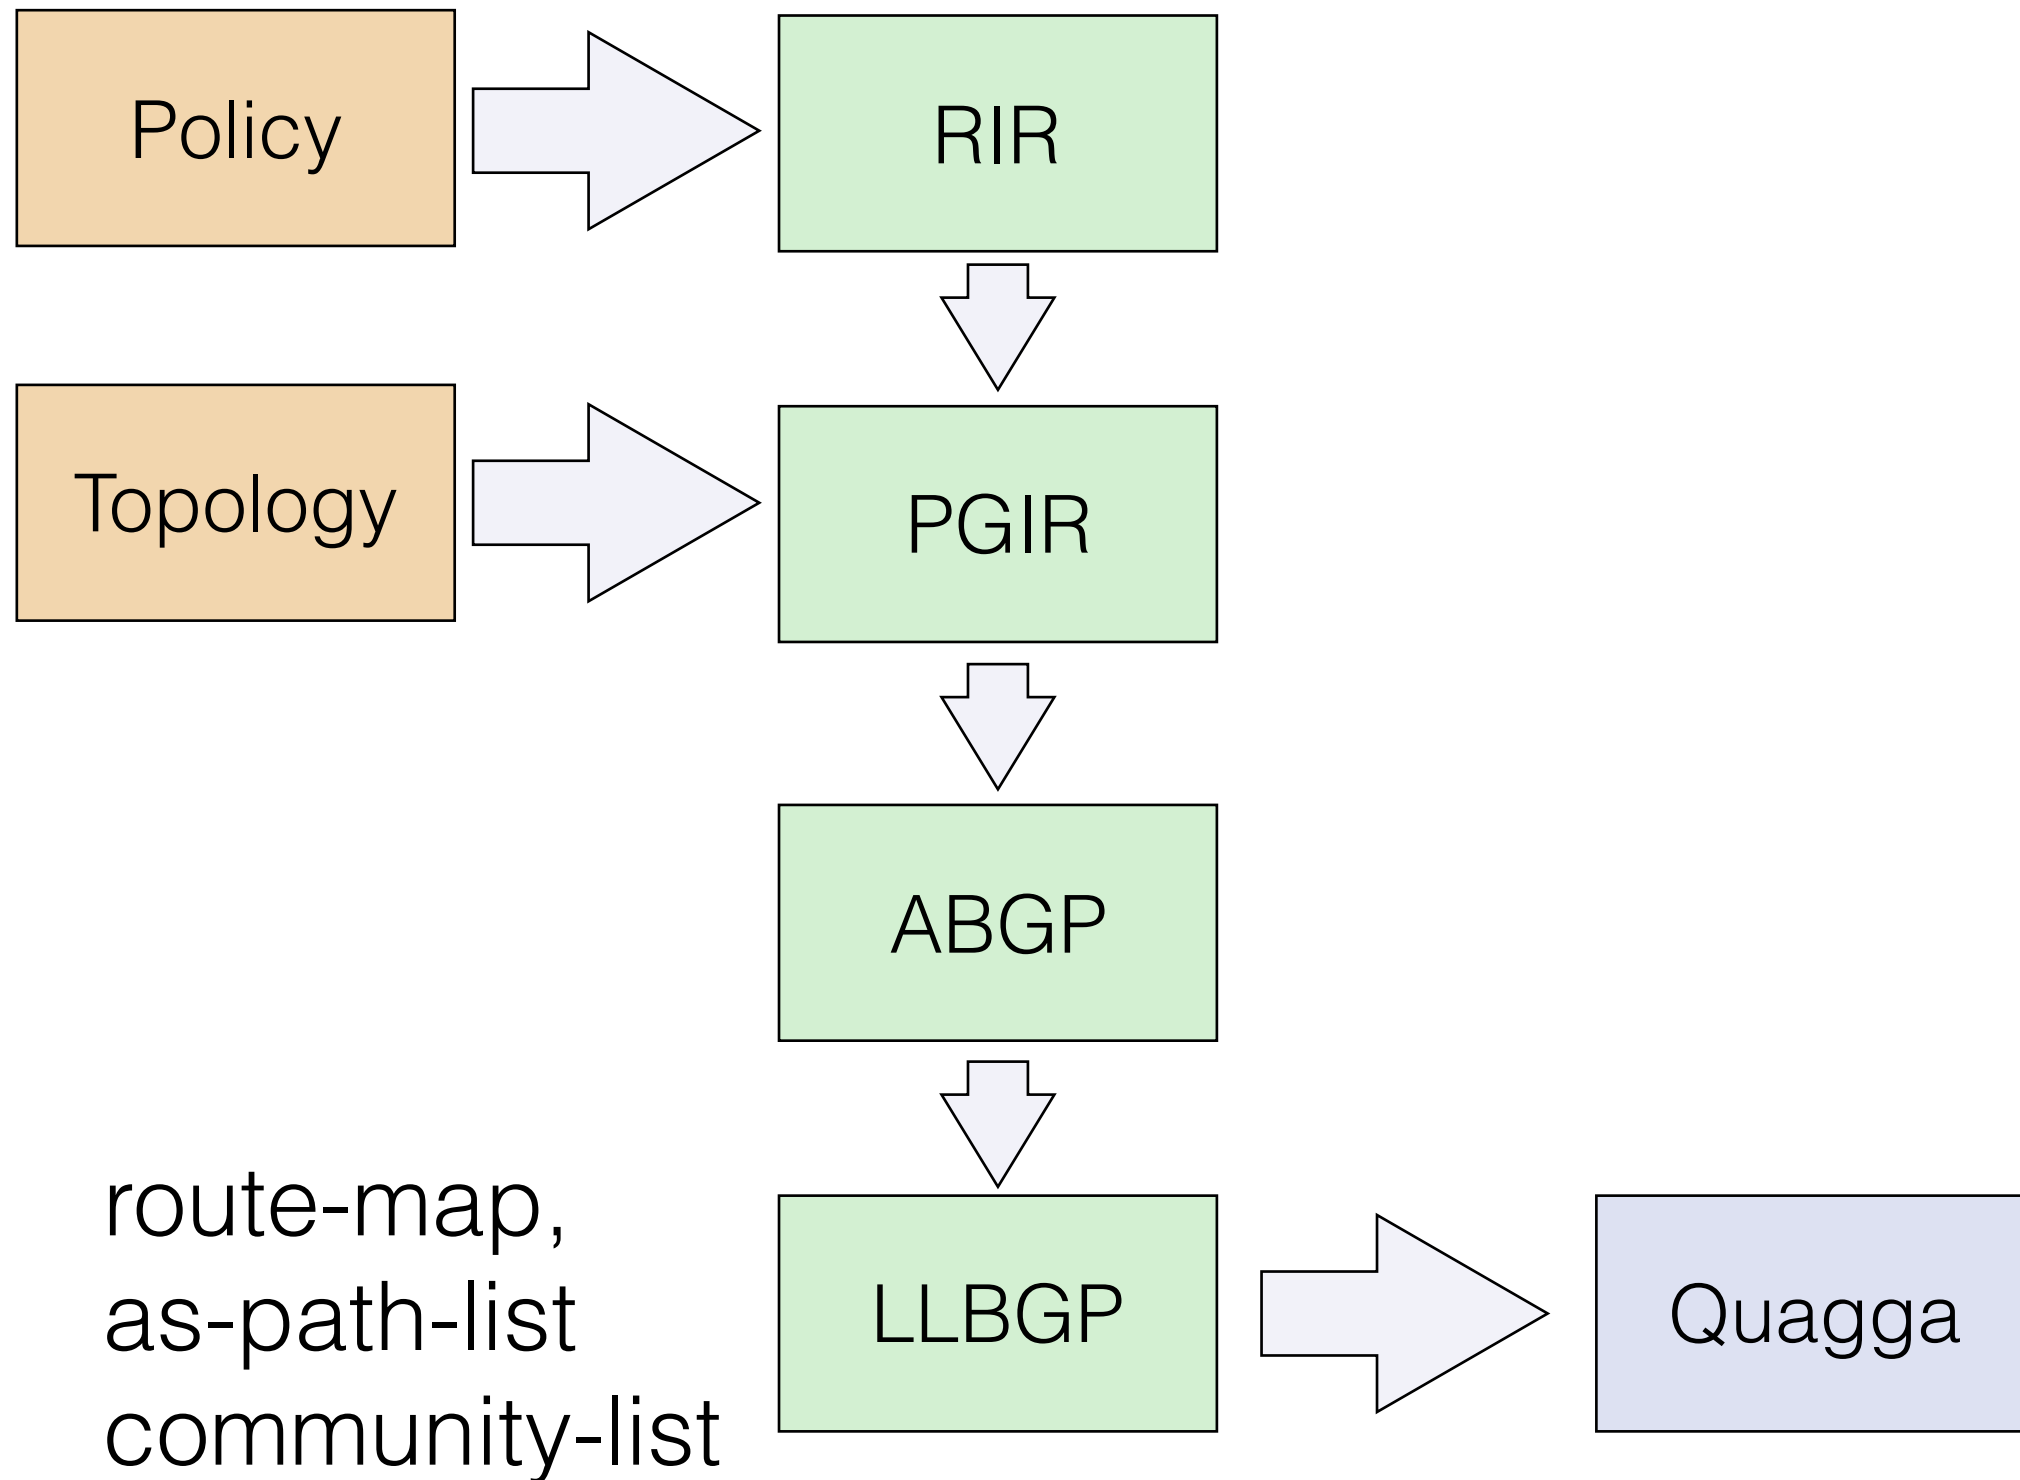 Policy
RIR
Topology
PGIR
ABGP
route-map,
as-path-list
community-list
LLBGP
Quagga